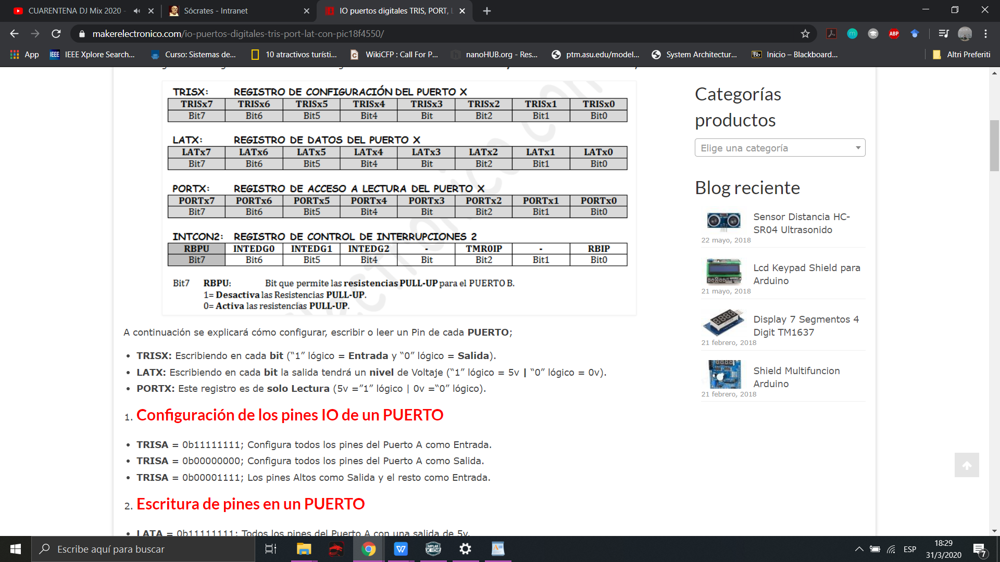 CUARENTENA DJ Mix 2020 -
Sócrates - Intranet
IO puertos digitales TRIS, PORT, L
makerelectronico.com/io-puertos-digitales-tris-port-lat-con-pic18f4550/
ABP
App
IEEE
IEEE Xplore Search...
Curso: Sistemas de...
10 atractivos turísti...
WikiCFP : Call For P...
nanoHUB.org - Res...
ptm.asu.edu/model...
System Architectur...
Bb
Inicio – Blackboard...
Altri Preferiti
TRISX: REGISTRO DE CONFIGURACIÓN DEL PUERTO X
TRISx7 TRISx6 TRISx5 TRISx4 TRISx3 TRISx2 TRISx1 TRISx0
Bit7 Bit6 Bit5 Bit4 Bit Bit2 Bit1 Bit0
LATX: REGISTRO DE DATOS DEL PUERTO X
LATx7 LATx6 LATx5 LATx4 LATx3 LATx2 LATx1 LATx0
Bit7 Bit6 Bit5 Bit4 Bit Bit2 Bit1 Bit0
PORTX: REGISTRO DE ACCESO A LECTURA DEL PUERTO X
PORTx7 PORTx6 PORTx5 PORTx4 PORTx3 PORTx2 PORTx1 PORTx0
Bit7 Bit6 Bit5 Bit4 Bit Bit2 Bit1 Bit0
INTCON2: REGISTRO DE CONTROL DE INTERRUPCIONES 2
RBPU INTEDG0 INTEDG1 INTEDG2 - TMR0IP - RBIP
Bit7 Bit6 Bit5 Bit4 Bit Bit2 Bit1 Bit0
Bit7 RBPU: Bit que permite las resistencias PULL-UP para el PUERTO B.
1= Desactiva las Resistencias PULL-UP.
0= Activa las resistencias PULL-UP.
A continuación se explicará cómo configurar, escribir o leer un Pin de cada PUERTO;
• TRISX: Escribiendo en cada bit (“1” lógico = Entrada y “0” lógico = Salida).
• LATX: Escribiendo en cada bit la salida tendrá un nivel de Voltaje (“1” lógico = 5v | “0” lógico = 0v).
• PORTX: Este registro es de solo Lectura (5v =”1” lógico | 0v =“0” lógico).
1. Configuración de los pines IO de un PUERTO
• TRISA = 0b11111111; Configura todos los pines del Puerto A como Entrada.
• TRISA = 0b00000000; Configura todos los pines del Puerto A como Salida.
• TRISA = 0b00001111; Los pines Altos como Salida y el resto como Entrada.
2. Escritura de pines en un PUERTO
• LATA = 0b11111111; Todos los pines del Puerto A con una salida de 5v.
Categorías
productos
Elige una categoría
Blog reciente
Sensor Distancia HC-
SR04 Ultrasonido
22 mayo, 2018
Lcd Keypad Shield para
Arduino
21 mayo, 2018
Display 7 Segmentos 4
Digit TM1637
21 febrero, 2018
Shield Multifuncion
Arduino
21 febrero, 2018
Escribe aquí para buscar
MPLAB
X IDE
ESP
18:29
31/3/2020
7